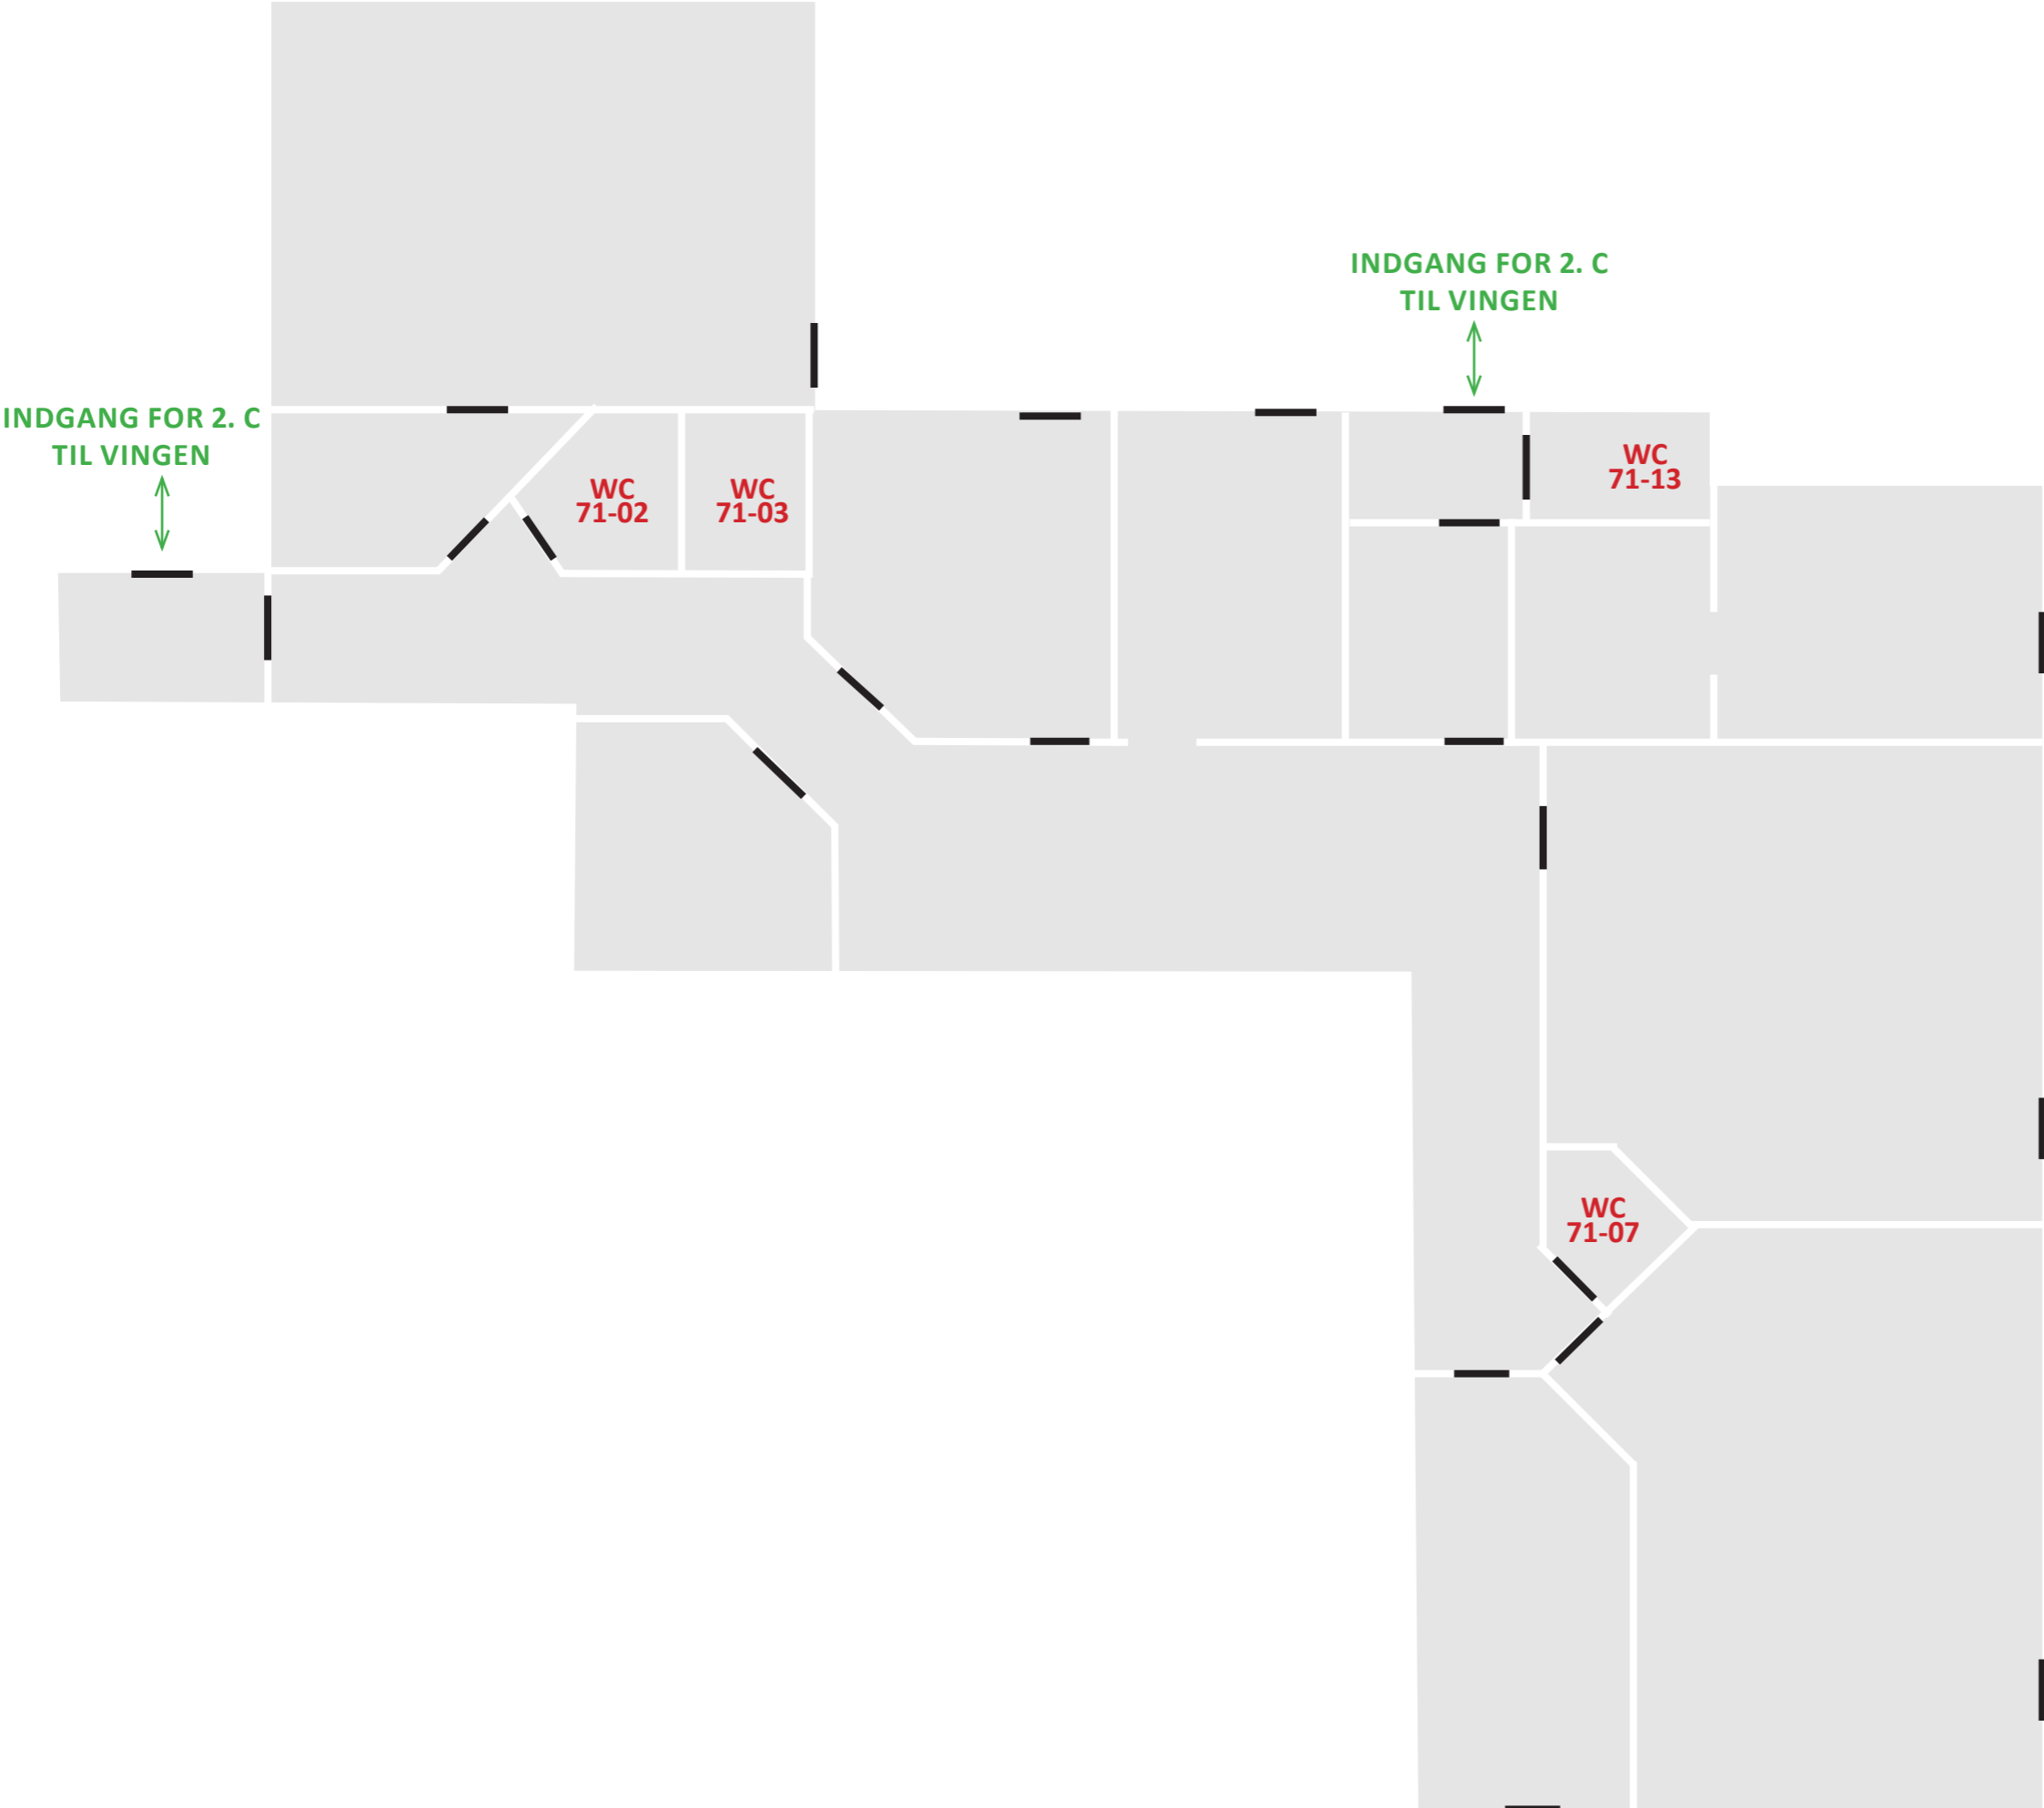 INDGANG FOR 2. C
TIL VINGEN
INDGANG FOR 2. C
TIL VINGEN
WC
71-13
WC
71-02
WC
71-03
WC
71-07